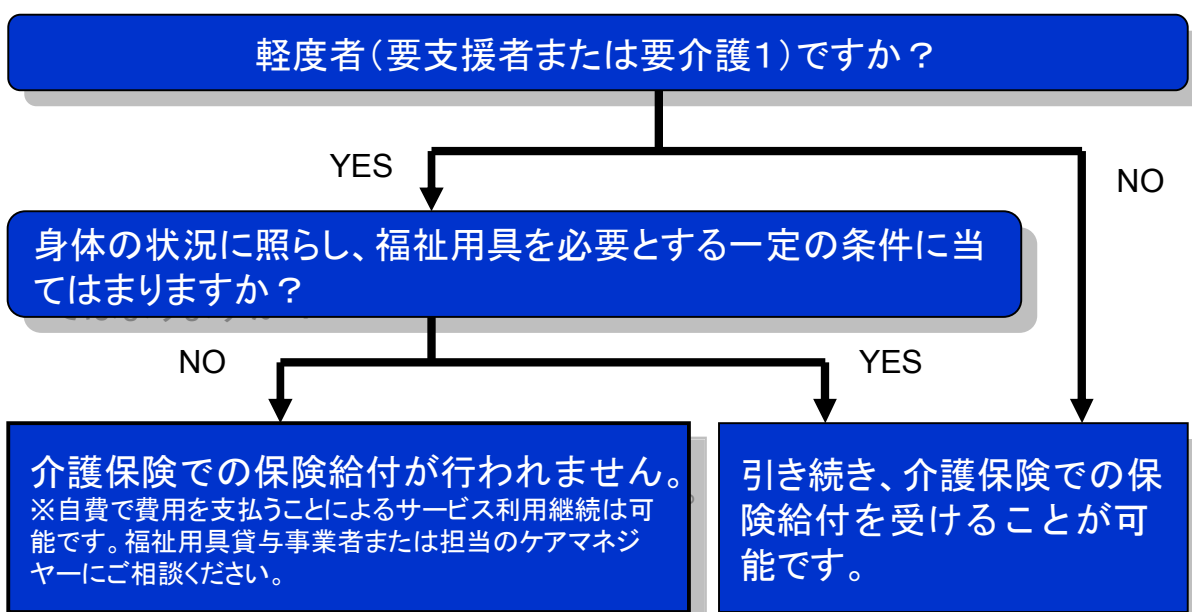 軽度者（要支援者または要介護１）ですか？
YES
NO
身体の状況に照らし、福祉用具を必要とする一定の条件に当
てはまりますか？
NO
YES
介護保険での保険給付が行われません。
※自費で費用を支払うことによるサービス利用継続は可
能です。福祉用具貸与事業者または担当のケアマネジ
ャーにご相談ください。
引き続き、介護保険での保
険給付を受けることが可
能です。